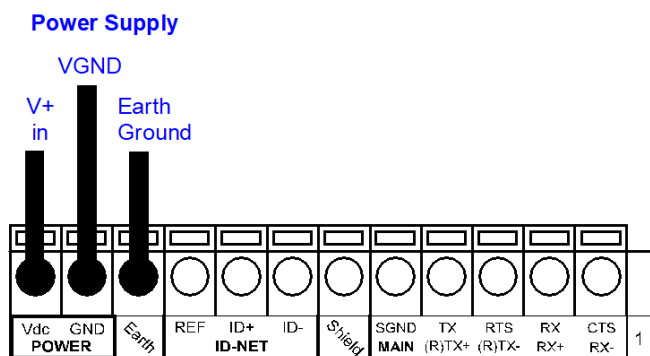 Power Supply
VGND
V+
in
Earth
Ground
Vdc GND Earth REF ID+ ID- Shield SGND TX RTS RX CTS 1
POWER ID-NET MAIN (R)TX+ (R)TX- RX+ RX-